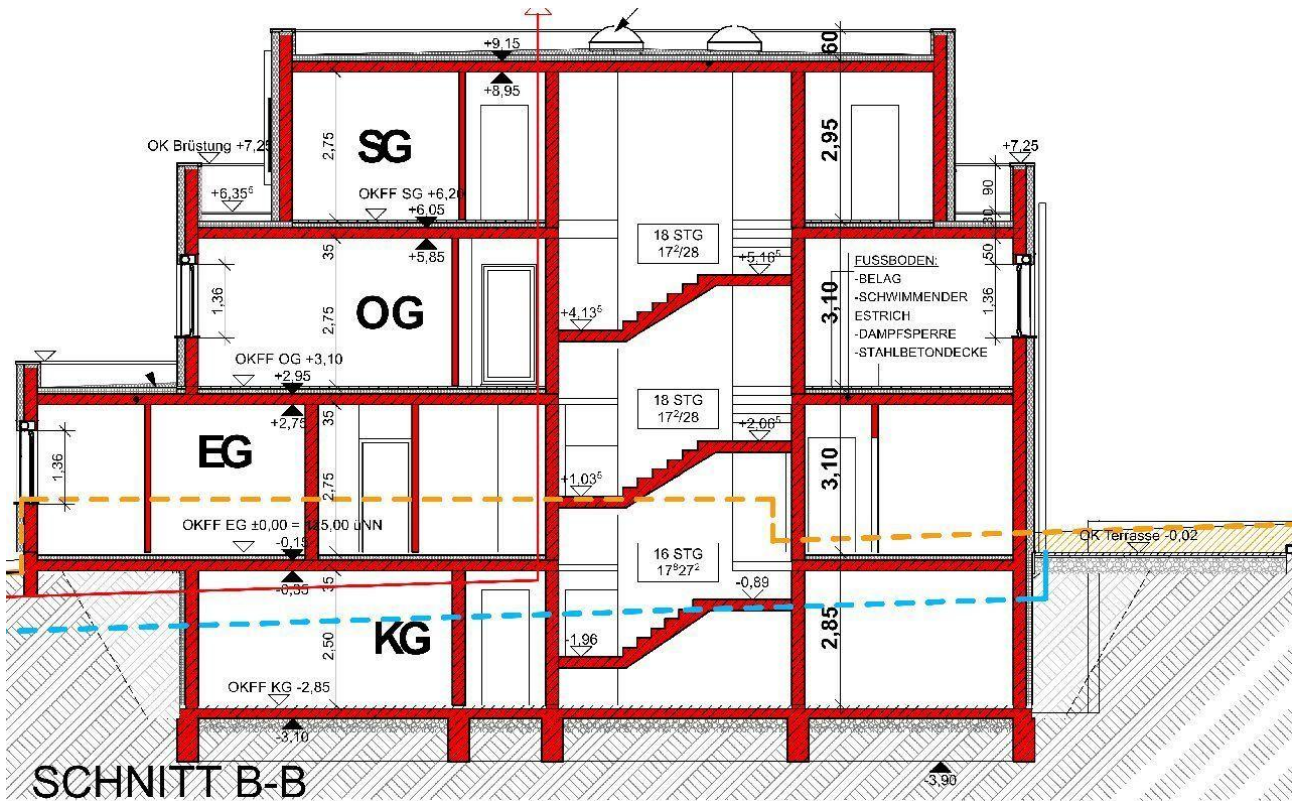 +9,15
60
+8,95
SG
2,75
2,95
OK Brüstung +7,25
+7,25
+6,35⁵
OKFF SG +6,20
90
+6,05
30
35
+5,85
18 STG
17²/28
50
+5,16⁵
FUSSBODEN:
-BELAG
-SCHWIMMENDER
ESTRICH
-DAMPFSPERRE
-STAHLBETONDECKE
1,36
OG
2,75
3,10
1,36
+4,13⁵
OKFF OG +3,10
+2,95
+2,75
35
18 STG
17²/28
+2,06⁵
EG
1,36
2,75
+1,03⁵
3,10
OKFF EG ±0,00 = 425,00 üNN
-0,15
OK Terrasse -0,02
16 STG
17⁸27²
35
-0,89
KG
2,50
-1,96
2,85
OKFF KG -2,85
-3,10
-3,90
SCHNITT B-B